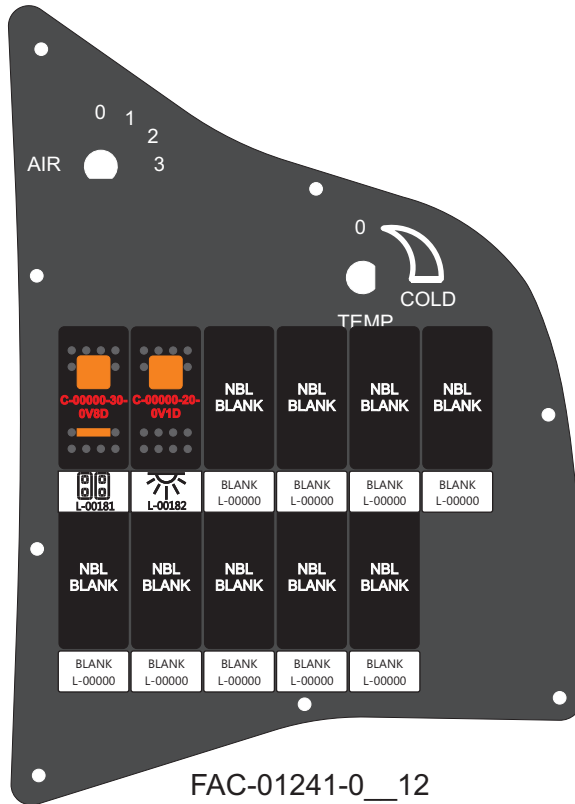 0
1
2
AIR
3
0
COLD
TEMP
C-00000-30-
0V8D
C-00000-20-
0V1D
NBL
BLANK
NBL
BLANK
NBL
BLANK
NBL
BLANK
L-00181
L-00182
BLANK
L-00000
BLANK
L-00000
BLANK
L-00000
BLANK
L-00000
NBL
BLANK
NBL
BLANK
NBL
BLANK
NBL
BLANK
NBL
BLANK
BLANK
L-00000
BLANK
L-00000
BLANK
L-00000
BLANK
L-00000
BLANK
L-00000
FAC-01241-0__12